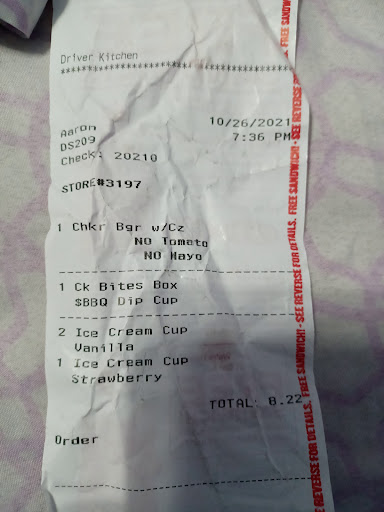 Driver Kitchen
****************************************
Aaron 10/26/2021
DS209 7:36 PM
Check: 20210
STORE#3197
1 Chkr Bgr w/Cz
NO Tomato
NO Mayo
1 Ck Bites Box
$BBQ Dip Cup
2 Ice Cream Cup
Vanilla
1 Ice Cream Cup
Strawberry
TOTAL: 8.22
Order
FREE SANDWICH! - SEE REVERSE FOR DETAILS. FREE SANDWICH! - SEE REVERSE FOR DETAILS. FREE SANDWICH! - SEE REVERSE FOR DETAILS.